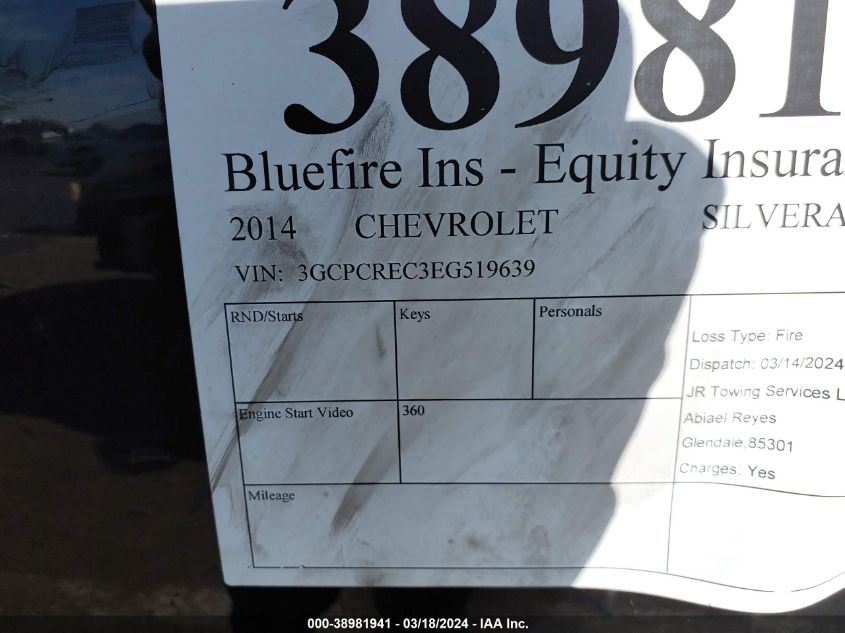 38981
Bluefire Ins - Equity Insura
2014 CHEVROLET SILVERA
VIN: 3GCPCREC3EG519639
RND/Starts Keys Personals
Loss Type: Fire
Dispatch: 03/14/2024
JR Towing Services L
Abiael Reyes
Glendale,85301
Charges: Yes
Engine Start Video 360
Mileage
000-38981941 - 03/18/2024 - IAA Inc.